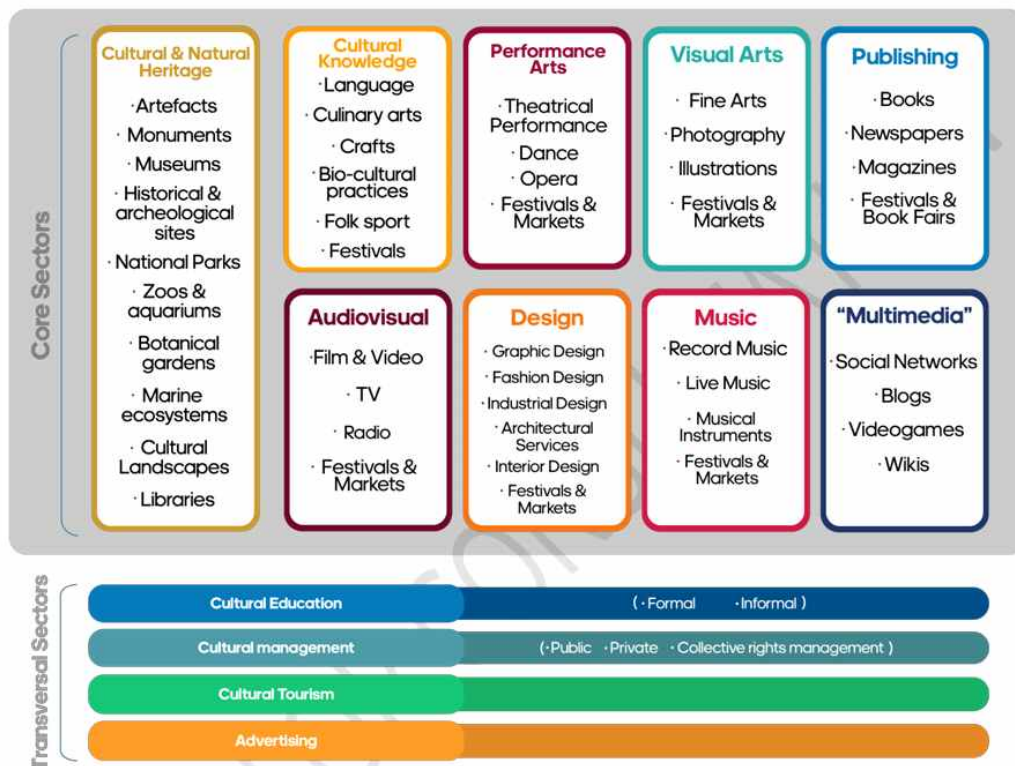 Core Sectors
Cultural & Natural
Heritage
· Artefacts
· Monuments
· Museums
· Historical &
archeological
sites
· National Parks
· Zoos &
aquariums
· Botanical
gardens
· Marine
ecosystems
· Cultural
Landscapes
· Libraries
Cultural
Knowledge
· Language
· Culinary arts
· Crafts
· Bio-cultural
practices
· Folk sport
· Festivals
Performance
Arts
· Theatrical
Performance
· Dance
· Opera
· Festivals &
Markets
Visual Arts
· Fine Arts
· Photography
· Illustrations
· Festivals &
Markets
Publishing
· Books
· Newspapers
· Magazines
· Festivals &
Book Fairs
Audiovisual
· Film & Video
· TV
· Radio
· Festivals &
Markets
Design
· Graphic Design
· Fashion Design
· Industrial Design
· Architectural
Services
· Interior Design
· Festivals &
Markets
Music
· Record Music
· Live Music
· Musical
Instruments
· Festivals &
Markets
“Multimedia”
· Social Networks
· Blogs
· Videogames
· Wikis
Transversal Sectors
Cultural Education ( · Formal · Informal )
Cultural management ( · Public · Private · Collective rights management )
Cultural Tourism
Advertising